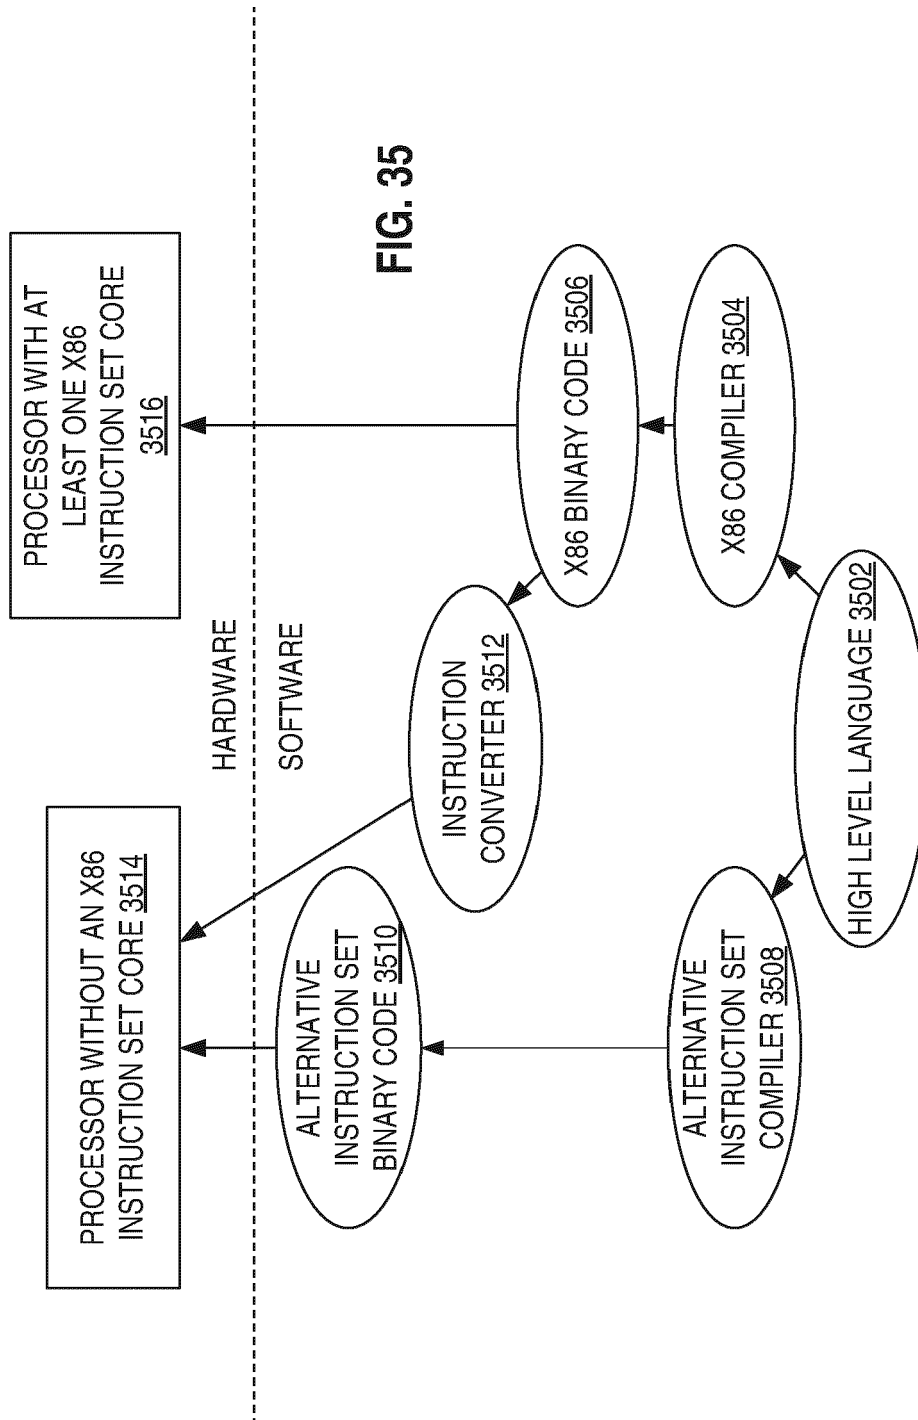 PROCESSOR WITHOUT AN X86
INSTRUCTION SET CORE 3514
PROCESSOR WITH AT
LEAST ONE X86
INSTRUCTION SET CORE
3516
HARDWARE
SOFTWARE
ALTERNATIVE
INSTRUCTION SET
BINARY CODE 3510
INSTRUCTION
CONVERTER 3512
FIG. 35
X86 BINARY CODE 3506
ALTERNATIVE
INSTRUCTION SET
COMPILER 3508
X86 COMPILER 3504
HIGH LEVEL LANGUAGE 3502